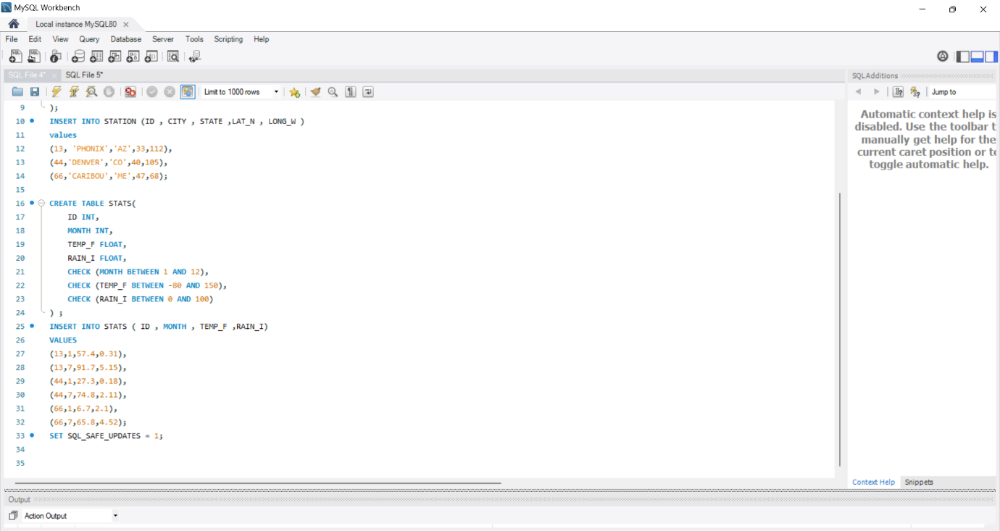 MySQL Workbench
Local instance MySQL80
File Edit View Query Database Server Tools Scripting Help
SQL File 4* SQL File 5* SQLAdditions
Limit to 1000 rows Jump to
9 );
10 INSERT INTO STATION (ID , CITY , STATE ,LAT_N , LONG_W )
11 values
12 (13, 'PHONIX','AZ',33,112),
13 (44,'DENVER','CO',40,105),
14 (66,'CARIBOU','ME',47,68);
15
16 CREATE TABLE STATS(
17 ID INT,
18 MONTH INT,
19 TEMP_F FLOAT,
20 RAIN_I FLOAT,
21 CHECK (MONTH BETWEEN 1 AND 12),
22 CHECK (TEMP_F BETWEEN -80 AND 150),
23 CHECK (RAIN_I BETWEEN 0 AND 100)
24 ) ;
25 INSERT INTO STATS ( ID , MONTH , TEMP_F ,RAIN_I)
26 VALUES
27 (13,1,57.4,0.31),
28 (13,7,91.7,5.15),
29 (44,1,27.3,0.18),
30 (44,7,74.8,2.11),
31 (66,1,6.7,2.1),
32 (66,7,65.8,4.52);
33 SET SQL_SAFE_UPDATES = 1;
34
35
Automatic context help is
disabled. Use the toolbar t
manually get help for the
current caret position or to
toggle automatic help.
Context Help Snippets
Output
Action Output